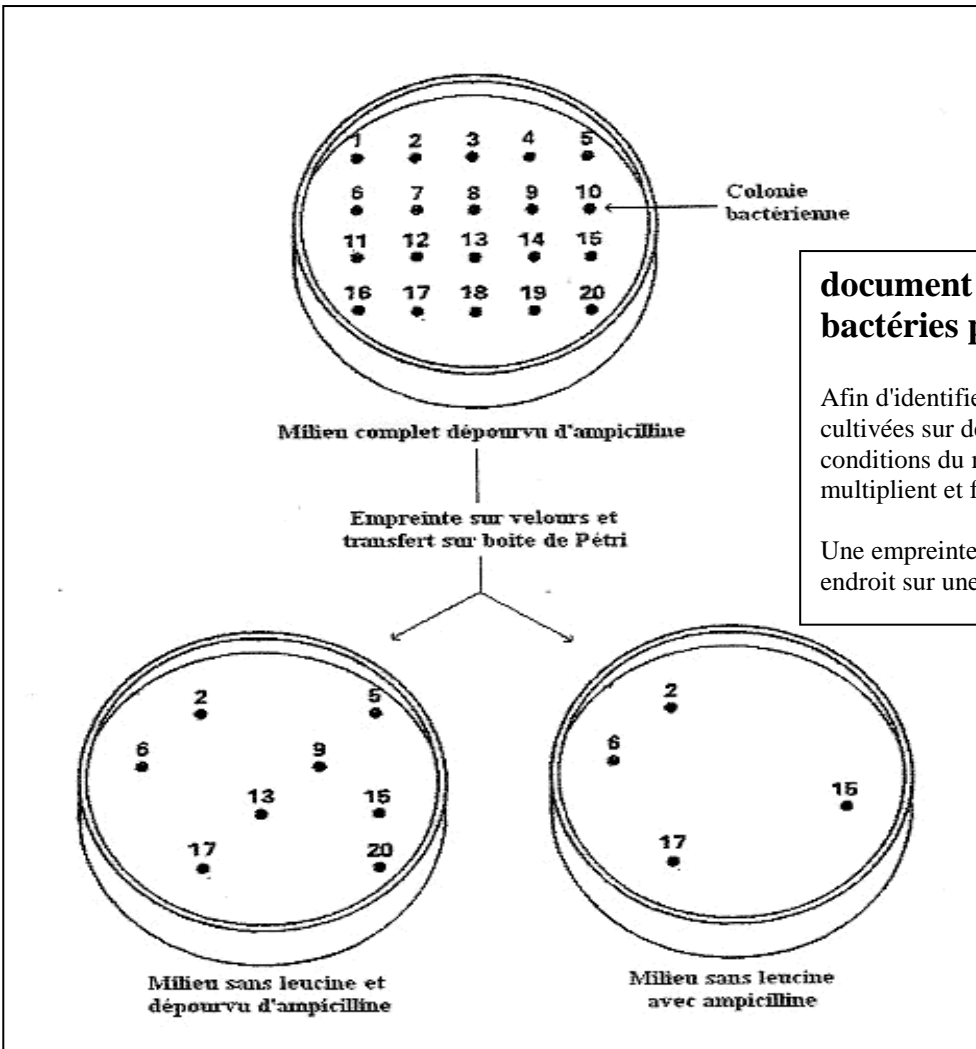 1 2 3 4 5
6 7 8 9 10
11 12 13 14 15
16 17 18 19 20
Colonie
bactérienne
Milieu complet dépourvu d'ampicilline
Empreinte sur velours et
transfert sur boite de Pétri
document
bactéries p
Afin d'identifie
cultivées sur de
conditions du r
multiplient et f
Une empreinte
endroit sur une
2 5
6 9
13 15
17 20
Milieu sans leucine et
dépourvu d'ampicilline
2
6
15
17
Milieu sans leucine
avec ampicilline